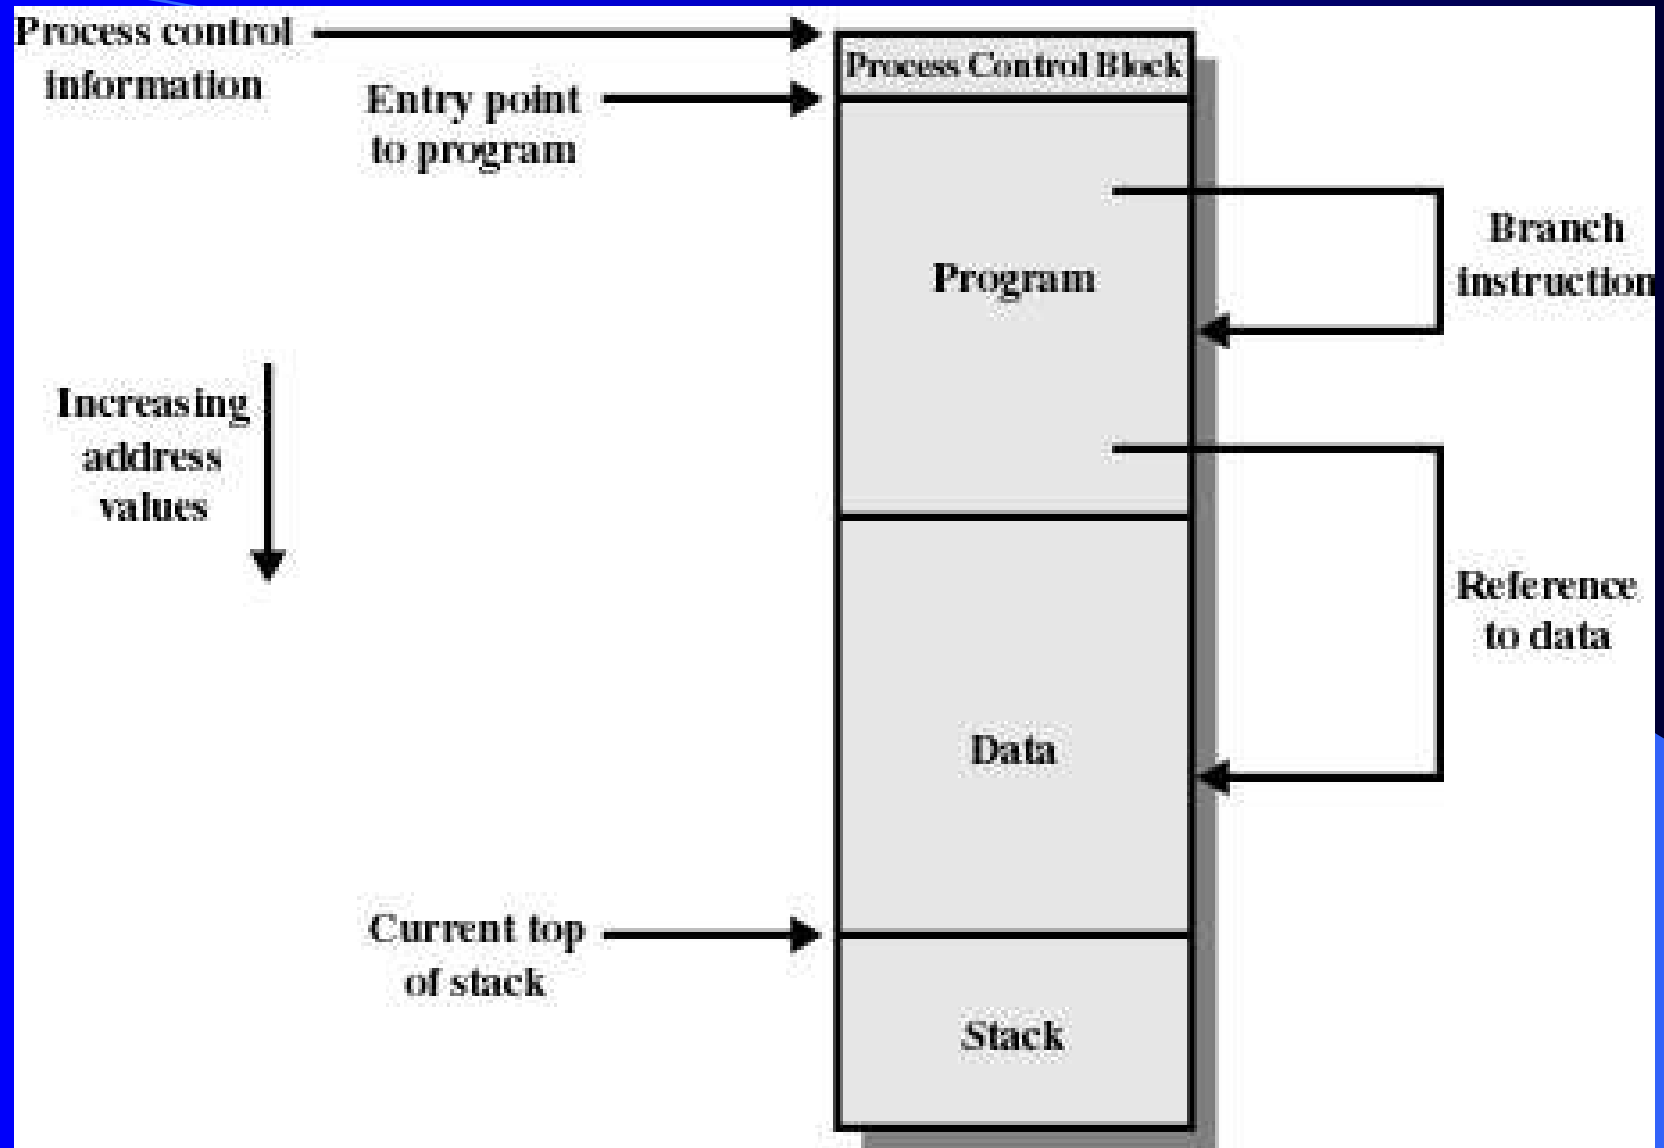 Process control
information
Process Control Block
Entry point
to program
Branch
instruction
Program
Increasing
address
values
Reference
to data
Data
Current top
of stack
Stack